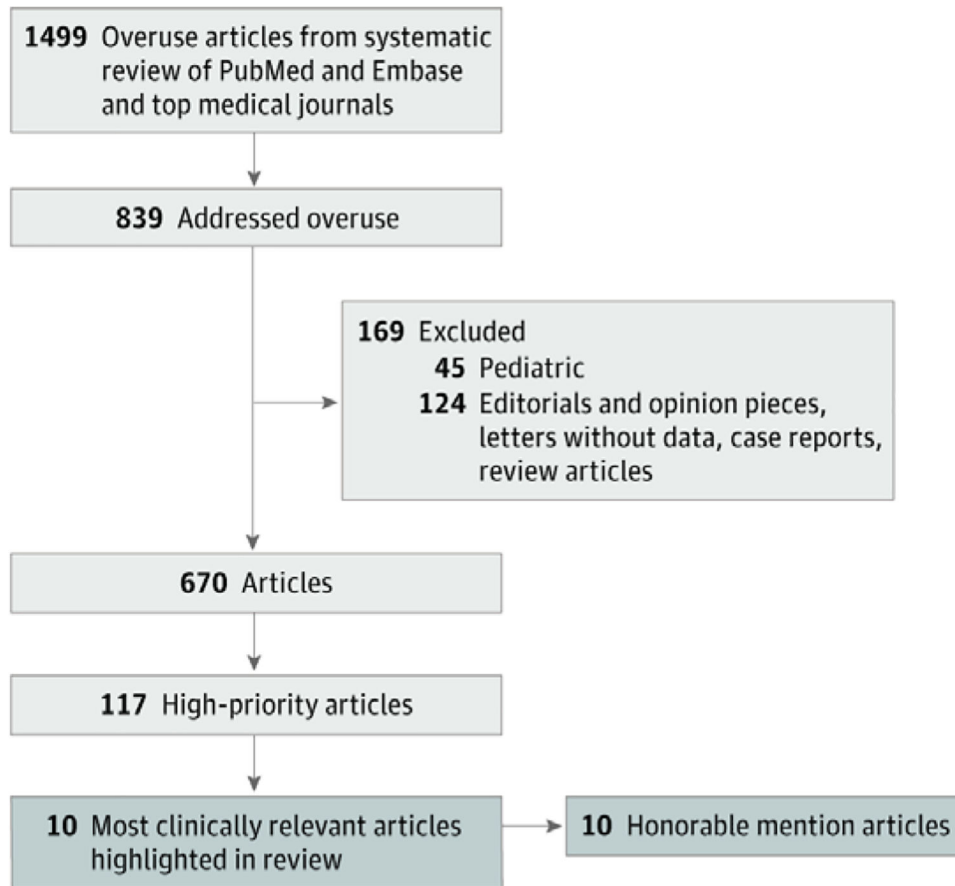 1499 Overuse articles from systematic
review of PubMed and Embase
and top medical journals
839 Addressed overuse
169 Excluded
45 Pediatric
124 Editorials and opinion pieces,
letters without data, case reports,
review articles
670 Articles
117 High-priority articles
10 Most clinically relevant articles
highlighted in review
10 Honorable mention articles